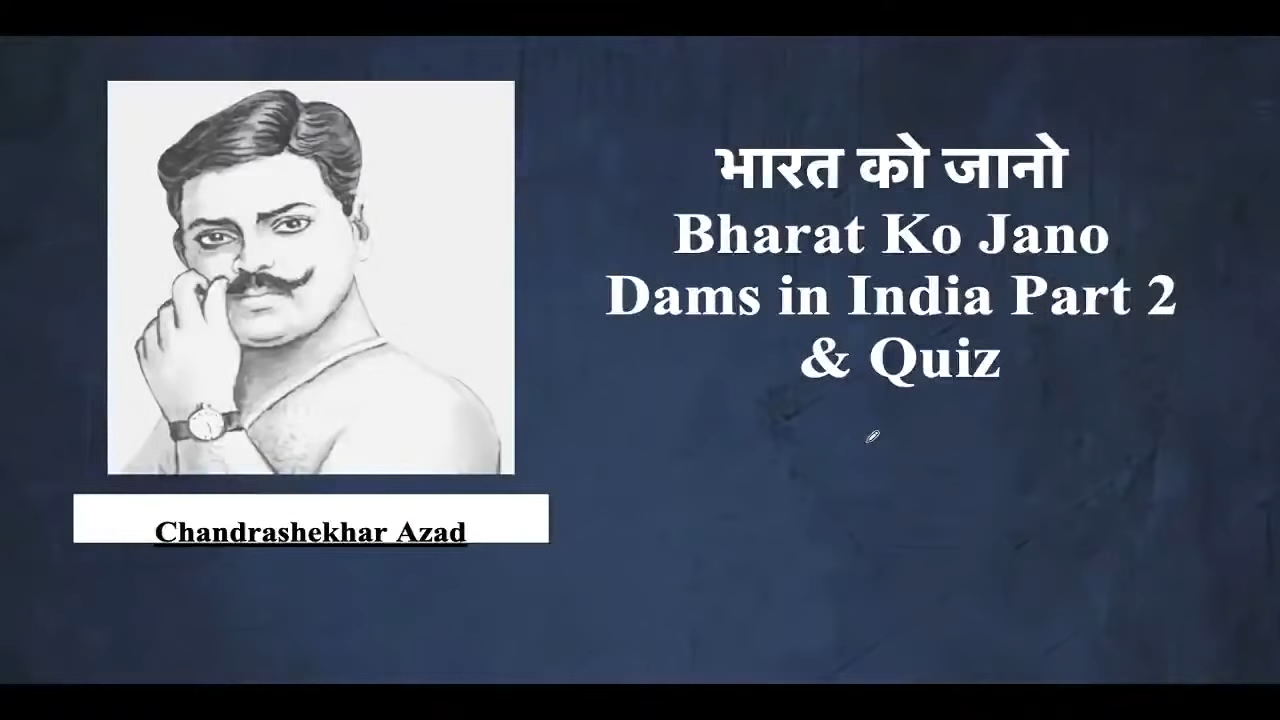 भारत को जानो
Bharat Ko Jano
Dams in India Part 2
& Quiz
Chandrashekhar Azad